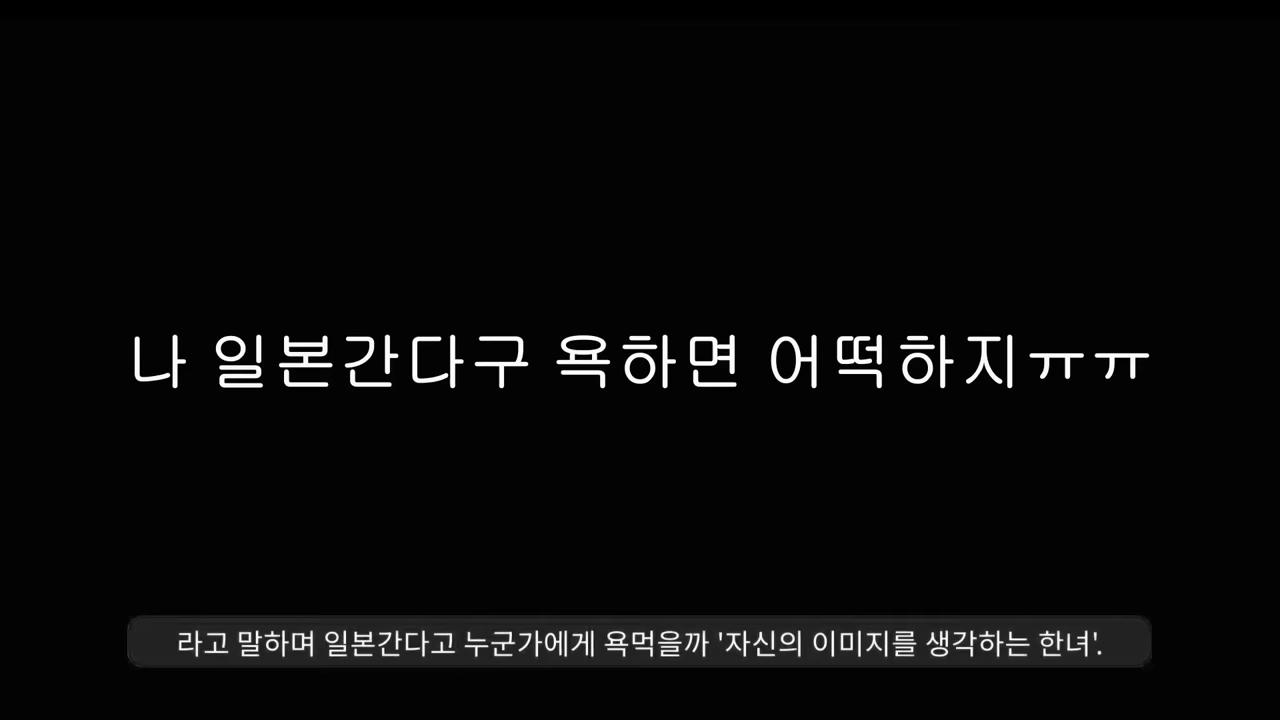 나 일본간다구 욕하면 어떡하지ㅠㅠ
라고 말하며 일본간다고 누군가에게 욕먹을까 '자신의 이미지를 생각하는 한녀'.